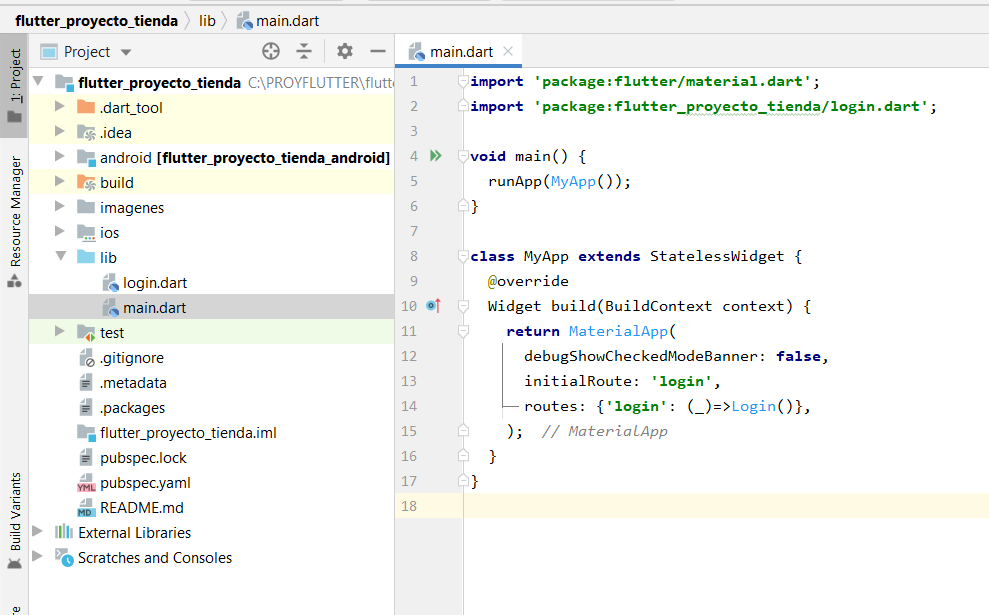 flutter_proyecto_tienda lib main.dart
1: Project
Resource Manager
Build Variants
Project
flutter_proyecto_tienda C:\PROYFLUTTER\flutte
.dart_tool
.idea
android [flutter_proyecto_tienda_android]
build
imagenes
ios
lib
login.dart
main.dart
test
.gitignore
.metadata
.packages
flutter_proyecto_tienda.iml
pubspec.lock
YML pubspec.yaml
MD README.md
External Libraries
Scratches and Consoles
main.dart
1 import 'package:flutter/material.dart';
2 import 'package:flutter_proyecto_tienda/login.dart';
3
4 void main() {
5 runApp(MyApp());
6 }
7
8 class MyApp extends StatelessWidget {
9 @override
10 Widget build(BuildContext context) {
11 return MaterialApp(
12 debugShowCheckedModeBanner: false,
13 initialRoute: 'login',
14 routes: {'login': (_)=>Login()},
15 ); // MaterialApp
16 }
17 }
18